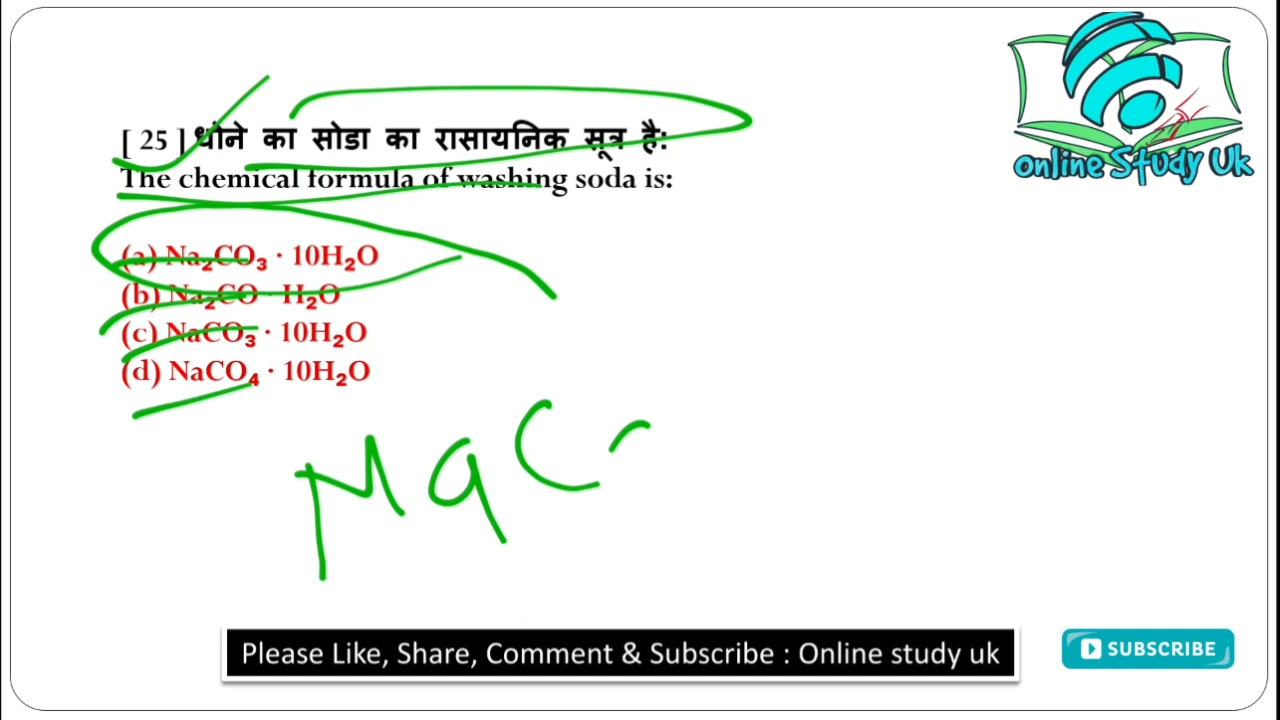 [ 25 ] धोने का सोडा का रासायनिक सूत्र है:
The chemical formula of washing soda is:
(a) Na₂CO₃ · 10H₂O
(b) Na₂CO · H₂O
(c) NaCO₃ · 10H₂O
(d) NaCO₄ · 10H₂O
MaC
Online Study Uk
Please Like, Share, Comment & Subscribe : Online study uk
SUBSCRIBE